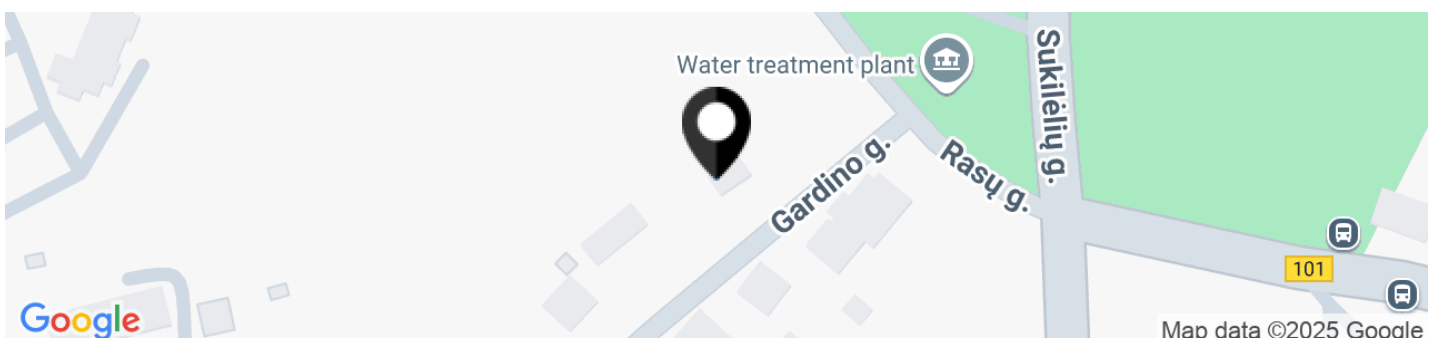 Water treatment plant
Sukilėlių g.
Gardino g.
Rasų g.
101
Google
Map data ©2025 Google